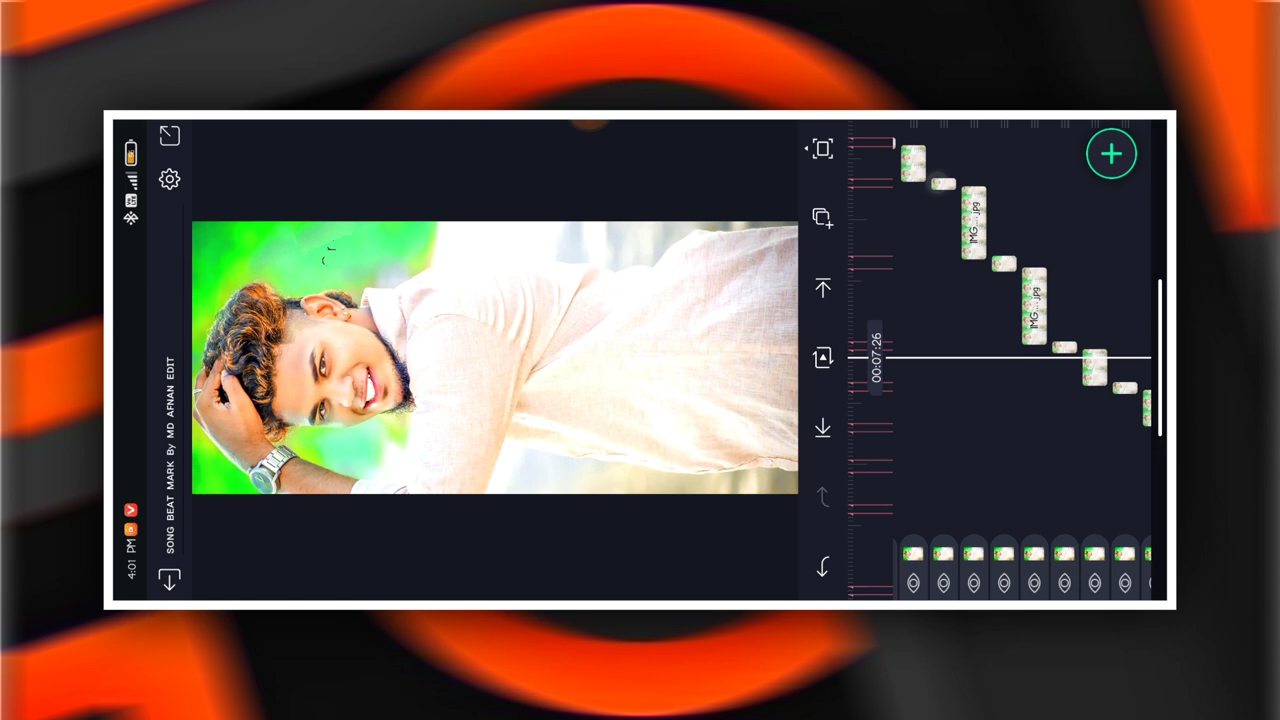 4:01 PM
SONG BEAT MARK By MD AFNAN EDIT
00:07:26
IMG...jpg
IMG...jpg